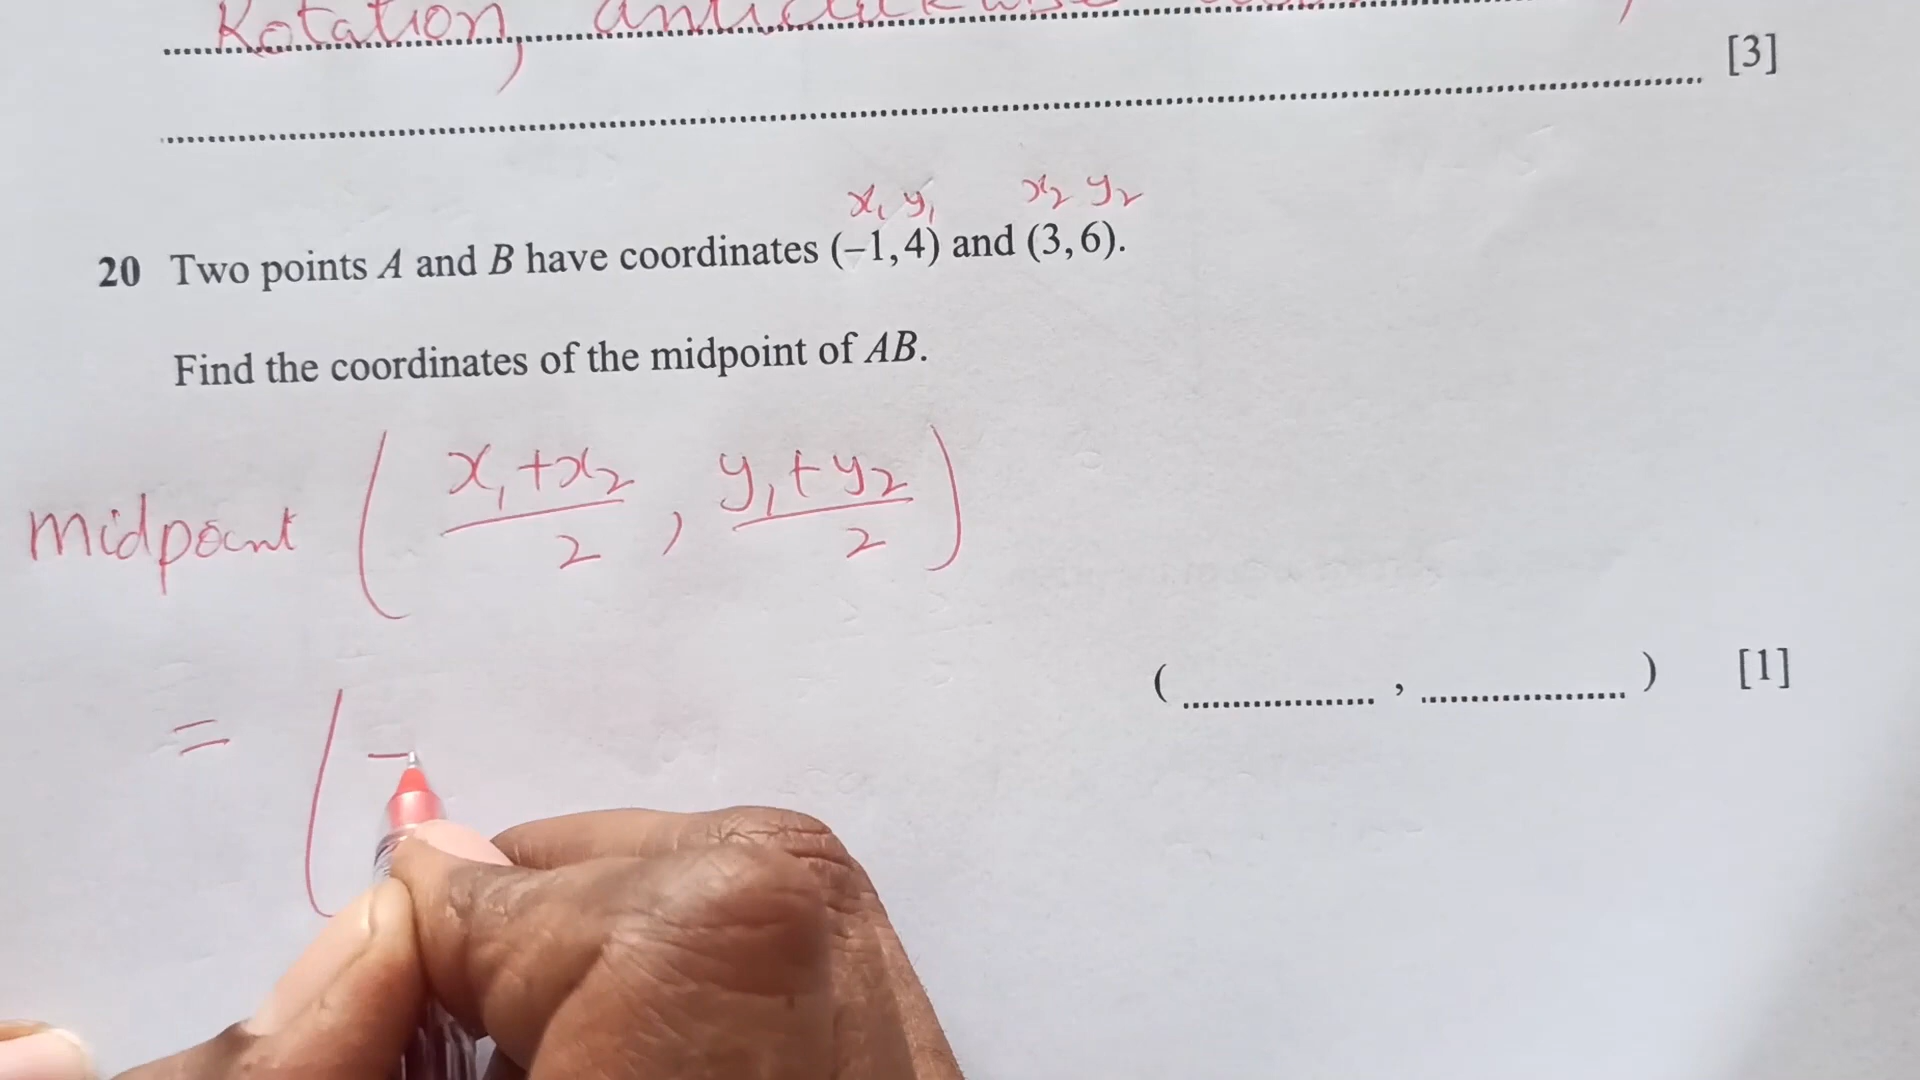 Rotation, anticlockwise
[3]
x₁ y₁ x₂ y₂
20 Two points A and B have coordinates (–1, 4) and (3, 6).
Find the coordinates of the midpoint of AB.
midpoint ( x₁+x₂ / 2 , y₁+y₂ / 2 )
( .................. , .................. ) [1]
= ( –